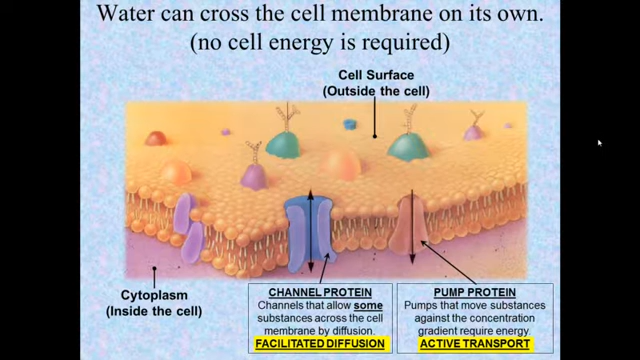 Water can cross the cell membrane on its own.
(no cell energy is required)
Cell Surface
(Outside the cell)
Cytoplasm
(Inside the cell)
CHANNEL PROTEIN
Channels that allow some
substances across the cell
membrane by diffusion.
FACILITATED DIFFUSION
PUMP PROTEIN
Pumps that move substances
against the concentration
gradient require energy.
ACTIVE TRANSPORT